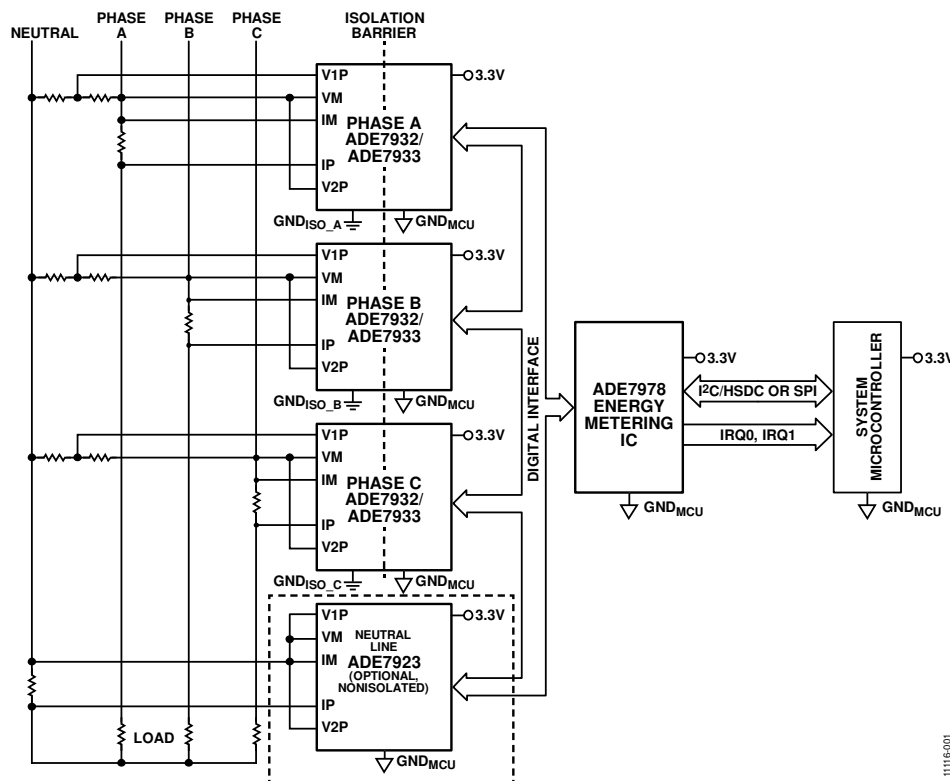 NEUTRAL
PHASE
A
PHASE
B
PHASE
C
ISOLATION
BARRIER
V1P
VM
IM
IP
V2P
PHASE A
ADE7932/
ADE7933
3.3V
GNDISO_A
GNDMCU
V1P
VM
IM
IP
V2P
PHASE B
ADE7932/
ADE7933
3.3V
GNDISO_B
GNDMCU
V1P
VM
IM
IP
V2P
PHASE C
ADE7932/
ADE7933
3.3V
GNDISO_C
GNDMCU
V1P
VM
IM
IP
V2P
NEUTRAL
LINE
ADE7923
(OPTIONAL,
NONISOLATED)
3.3V
GNDMCU
LOAD
DIGITAL INTERFACE
ADE7978
ENERGY
METERING
IC
3.3V
GNDMCU
I2C/HSDC OR SPI
IRQ0, IRQ1
SYSTEM
MICROCONTROLLER
3.3V
GNDMCU
11116-001